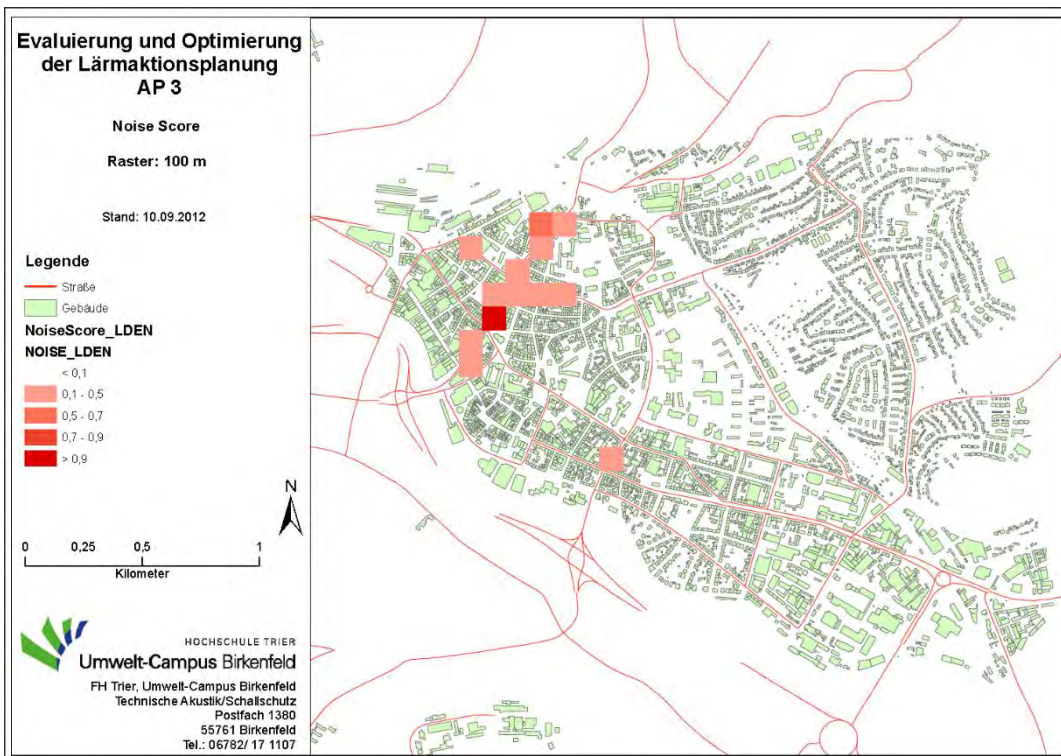 Evaluierung und Optimierung
der Lärmaktionsplanung
AP 3
Noise Score
Raster: 100 m
Stand: 10.09.2012
Legende
Straße
Gebäude
NoiseScore_LDEN
NOISE_LDEN
< 0,1
0,1 - 0,5
0,5 - 0,7
0,7 - 0,9
> 0,9
N
0 0,25 0,5 1
Kilometer
HOCHSCHULE TRIER
Umwelt-Campus Birkenfeld
FH Trier, Umwelt-Campus Birkenfeld
Technische Akustik/Schallschutz
Postfach 1380
55761 Birkenfeld
Tel.: 06782/ 17 1107